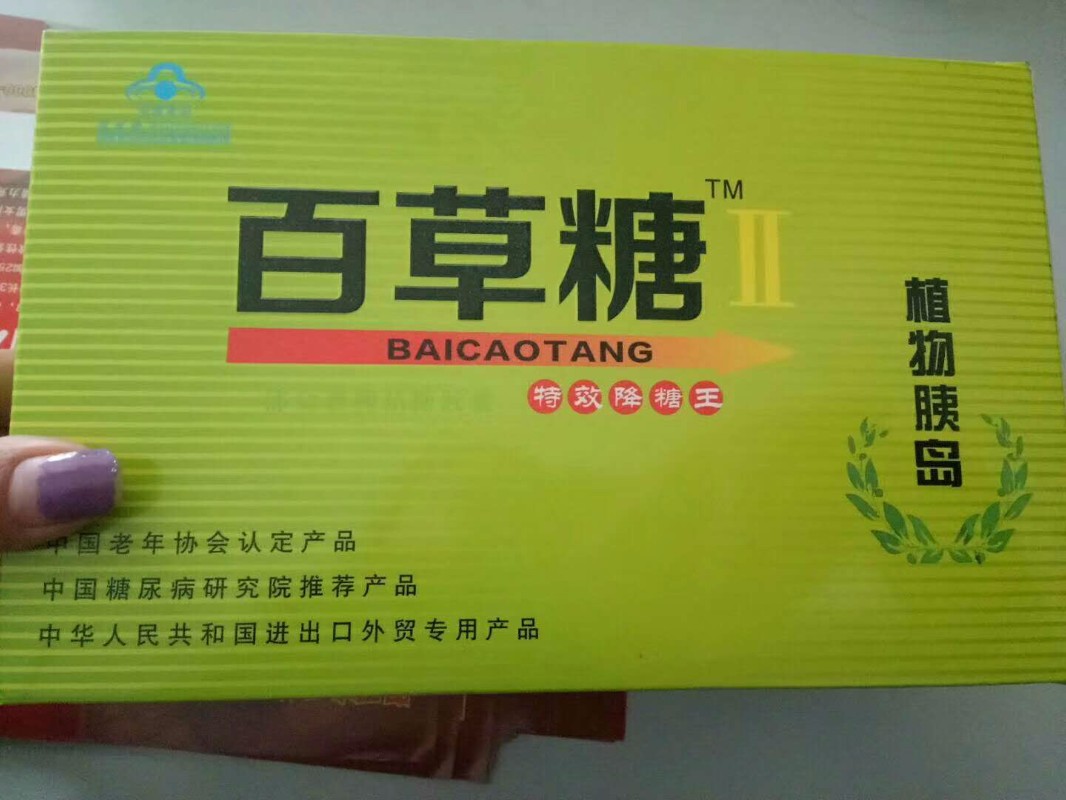 百草糖™ II
BAICAOTANG
特效降糖王
植物胰岛
中国老年协会认定产品
中国糖尿病研究院推荐产品
中华人民共和国进出口外贸专用产品